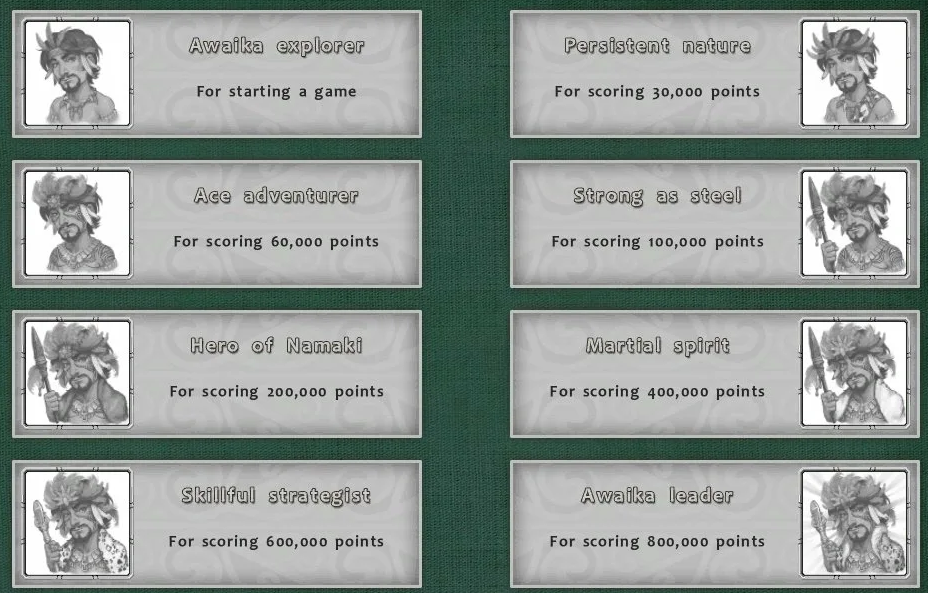 Awaika explorer
For starting a game
Persistent nature
For scoring 30,000 points
Ace adventurer
For scoring 60,000 points
Strong as steel
For scoring 100,000 points
Hero of Namaki
For scoring 200,000 points
Martial spirit
For scoring 400,000 points
Skillful strategist
For scoring 600,000 points
Awaika leader
For scoring 800,000 points